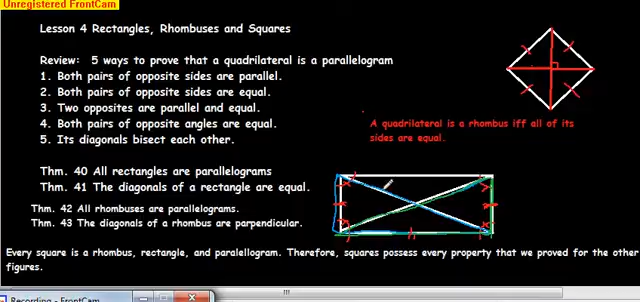 Unregistered FrontCam
Lesson 4 Rectangles, Rhombuses and Squares
Review: 5 ways to prove that a quadrilateral is a parallelogram
1. Both pairs of opposite sides are parallel.
2. Both pairs of opposite sides are equal.
3. Two opposites are parallel and equal.
4. Both pairs of opposite angles are equal.
5. Its diagonals bisect each other.
A quadrilateral is a rhombus iff all of its
sides are equal.
Thm. 40 All rectangles are parallelograms
Thm. 41 The diagonals of a rectangle are equal.
Thm. 42 All rhombuses are parallelograms.
Thm. 43 The diagonals of a rhombus are perpendicular.
Every square is a rhombus, rectangle, and paralellogram. Therefore, squares possess every property that we proved for the other
figures.
Recording - FrontCam